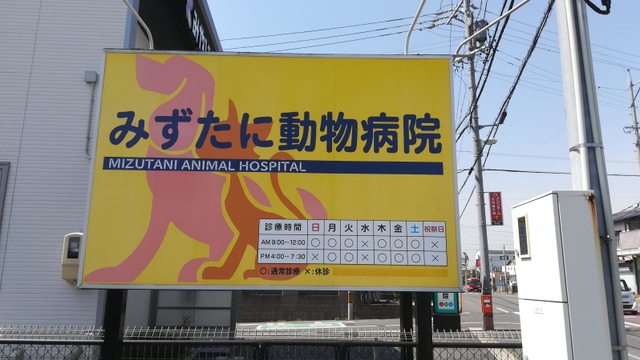 みずたに動物病院
MIZUTANI ANIMAL HOSPITAL
診療時間 日 月 火 水 木 金 土 祝祭日
AM 9:00~12:00 ○ ○ ○ × ○ ○ ○ ×
PM 4:00~7:30 × ○ ○ × ○ ○ ○ ×
○:通常診療 ×:休診
院